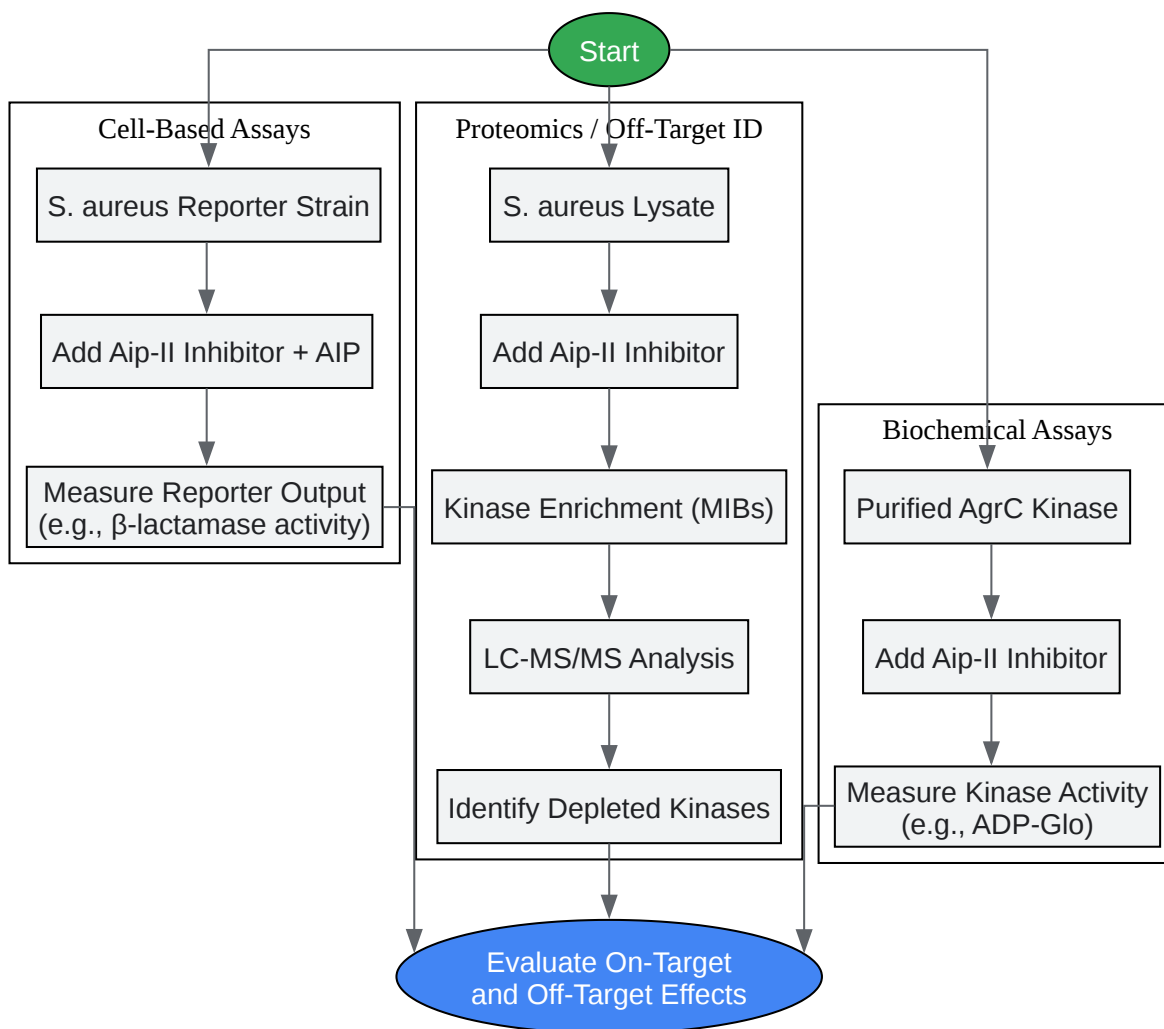 Start
Cell-Based Assays
S. aureus Reporter Strain
Add Aip-II Inhibitor + AIP
Measure Reporter Output
(e.g., β-lactamase activity)
Proteomics / Off-Target ID
S. aureus Lysate
Add Aip-II Inhibitor
Kinase Enrichment (MIBs)
LC-MS/MS Analysis
Identify Depleted Kinases
Biochemical Assays
Purified AgrC Kinase
Add Aip-II Inhibitor
Measure Kinase Activity
(e.g., ADP-Glo)
Evaluate On-Target
and Off-Target Effects